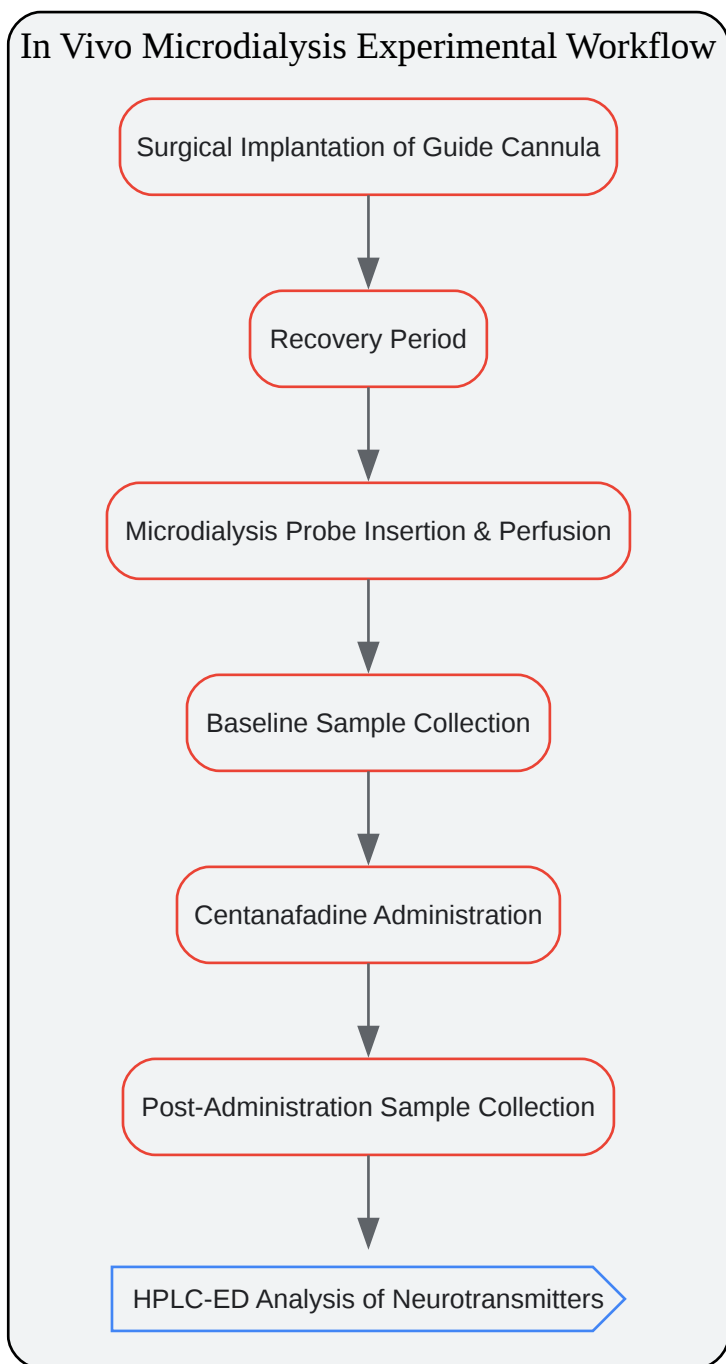 In Vivo Microdialysis Experimental Workflow
Surgical Implantation of Guide Cannula
Recovery Period
Microdialysis Probe Insertion & Perfusion
Baseline Sample Collection
Centanafadine Administration
Post-Administration Sample Collection
HPLC-ED Analysis of Neurotransmitters